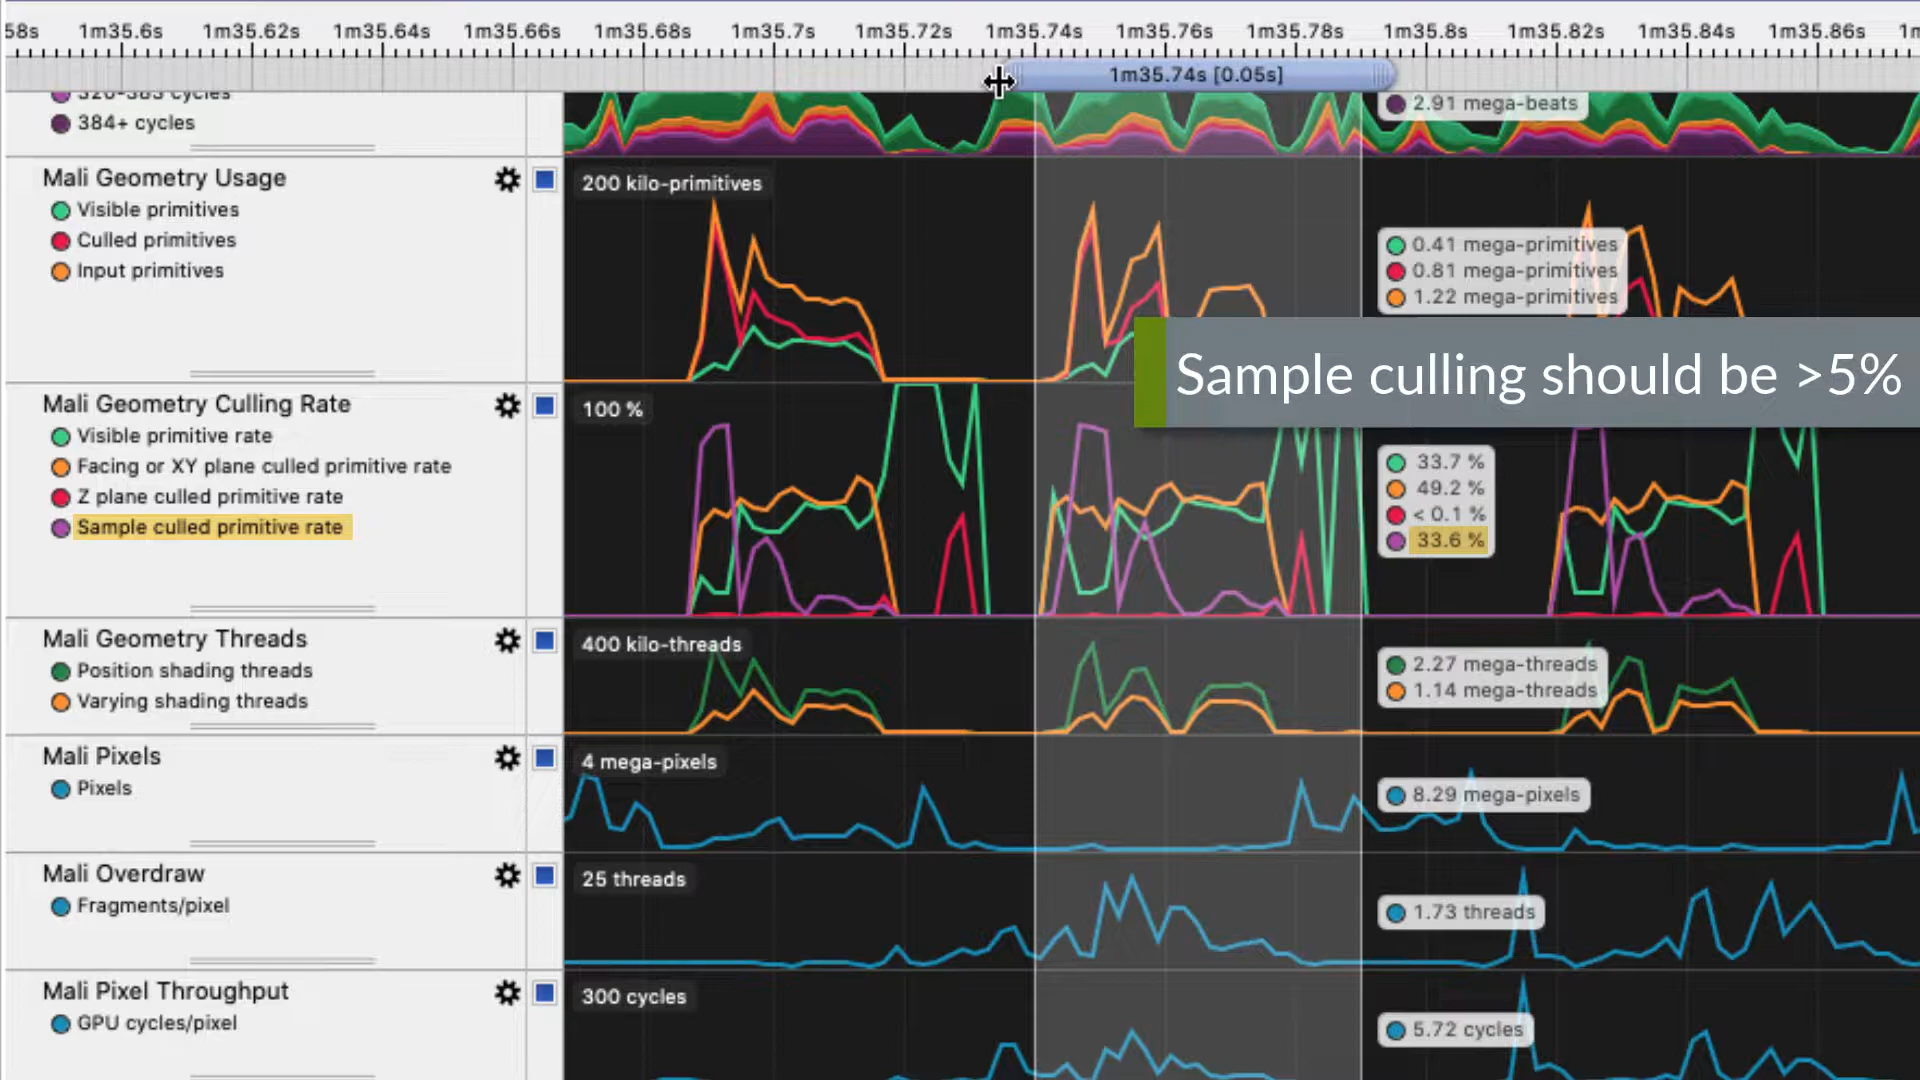 58s 1m35.6s 1m35.62s 1m35.64s 1m35.66s 1m35.68s 1m35.7s 1m35.72s 1m35.74s 1m35.76s 1m35.78s 1m35.8s 1m35.82s 1m35.84s 1m35.86s
1m35.74s [0.05s]
320-383 cycles
384+ cycles
2.91 mega-beats
Mali Geometry Usage
Visible primitives
Culled primitives
Input primitives
200 kilo-primitives
0.41 mega-primitives
0.81 mega-primitives
1.22 mega-primitives
Sample culling should be >5%
Mali Geometry Culling Rate
Visible primitive rate
Facing or XY plane culled primitive rate
Z plane culled primitive rate
Sample culled primitive rate
100 %
33.7 %
49.2 %
< 0.1 %
33.6 %
Mali Geometry Threads
Position shading threads
Varying shading threads
400 kilo-threads
2.27 mega-threads
1.14 mega-threads
Mali Pixels
Pixels
4 mega-pixels
8.29 mega-pixels
Mali Overdraw
Fragments/pixel
25 threads
1.73 threads
Mali Pixel Throughput
GPU cycles/pixel
300 cycles
5.72 cycles